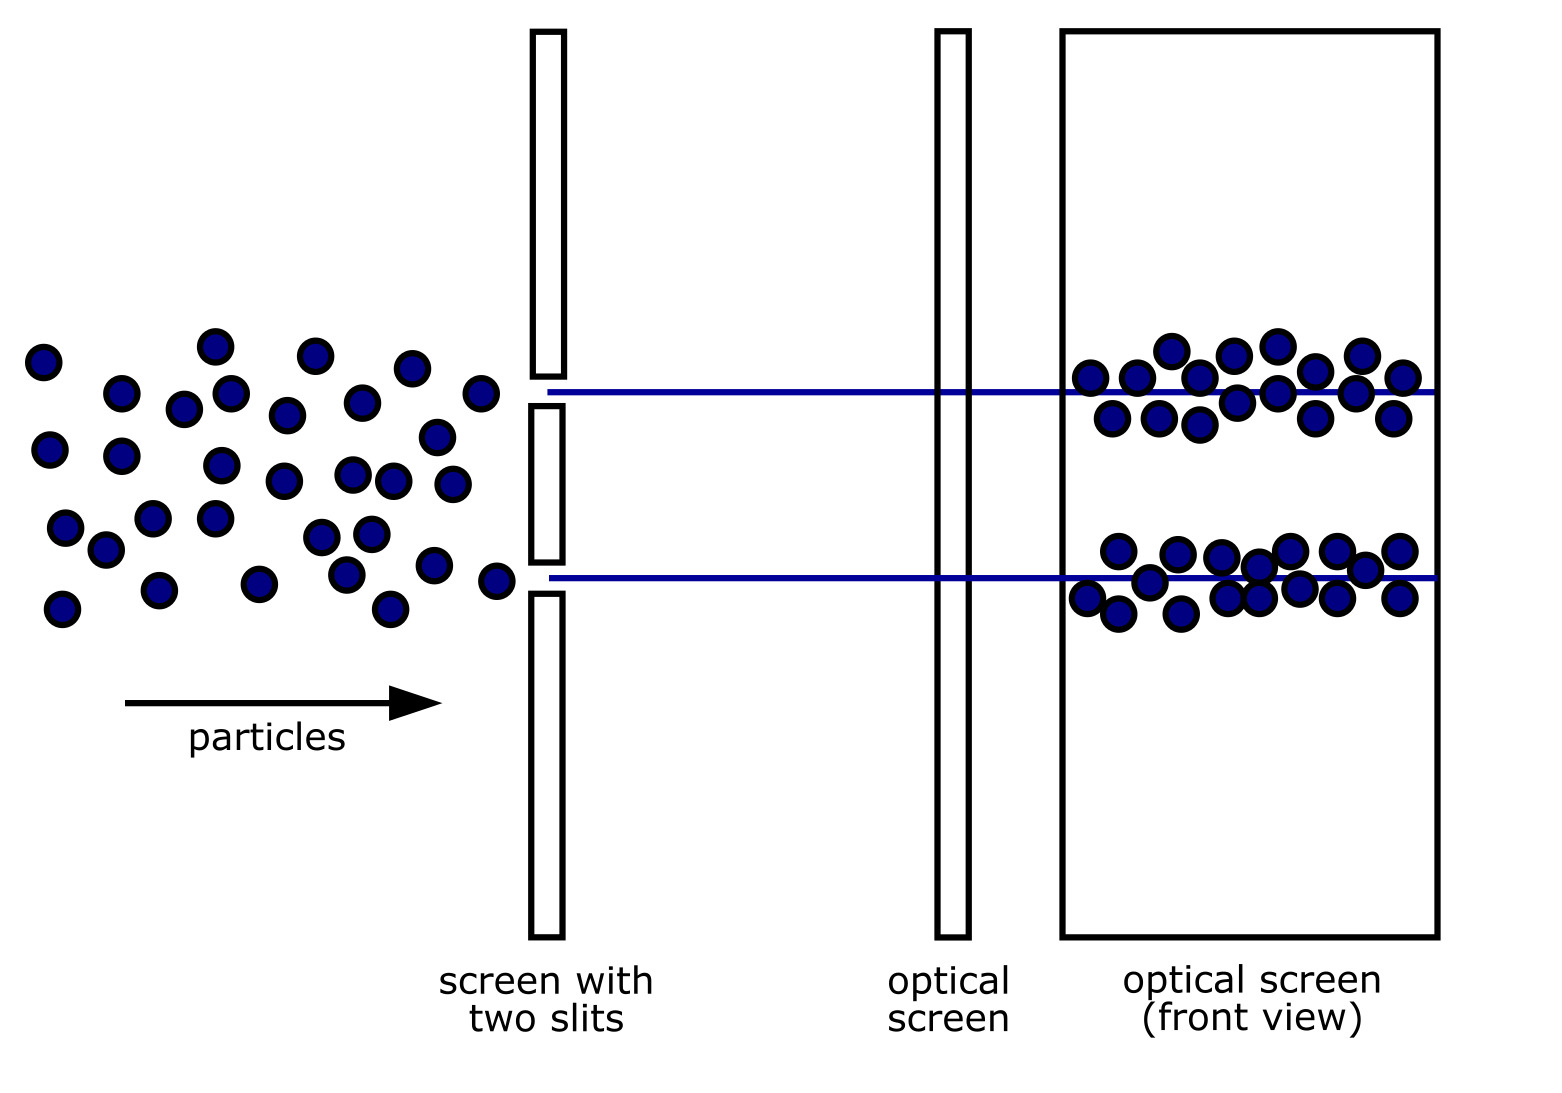 particles
screen with
two slits
optical
screen
optical screen
(front view)